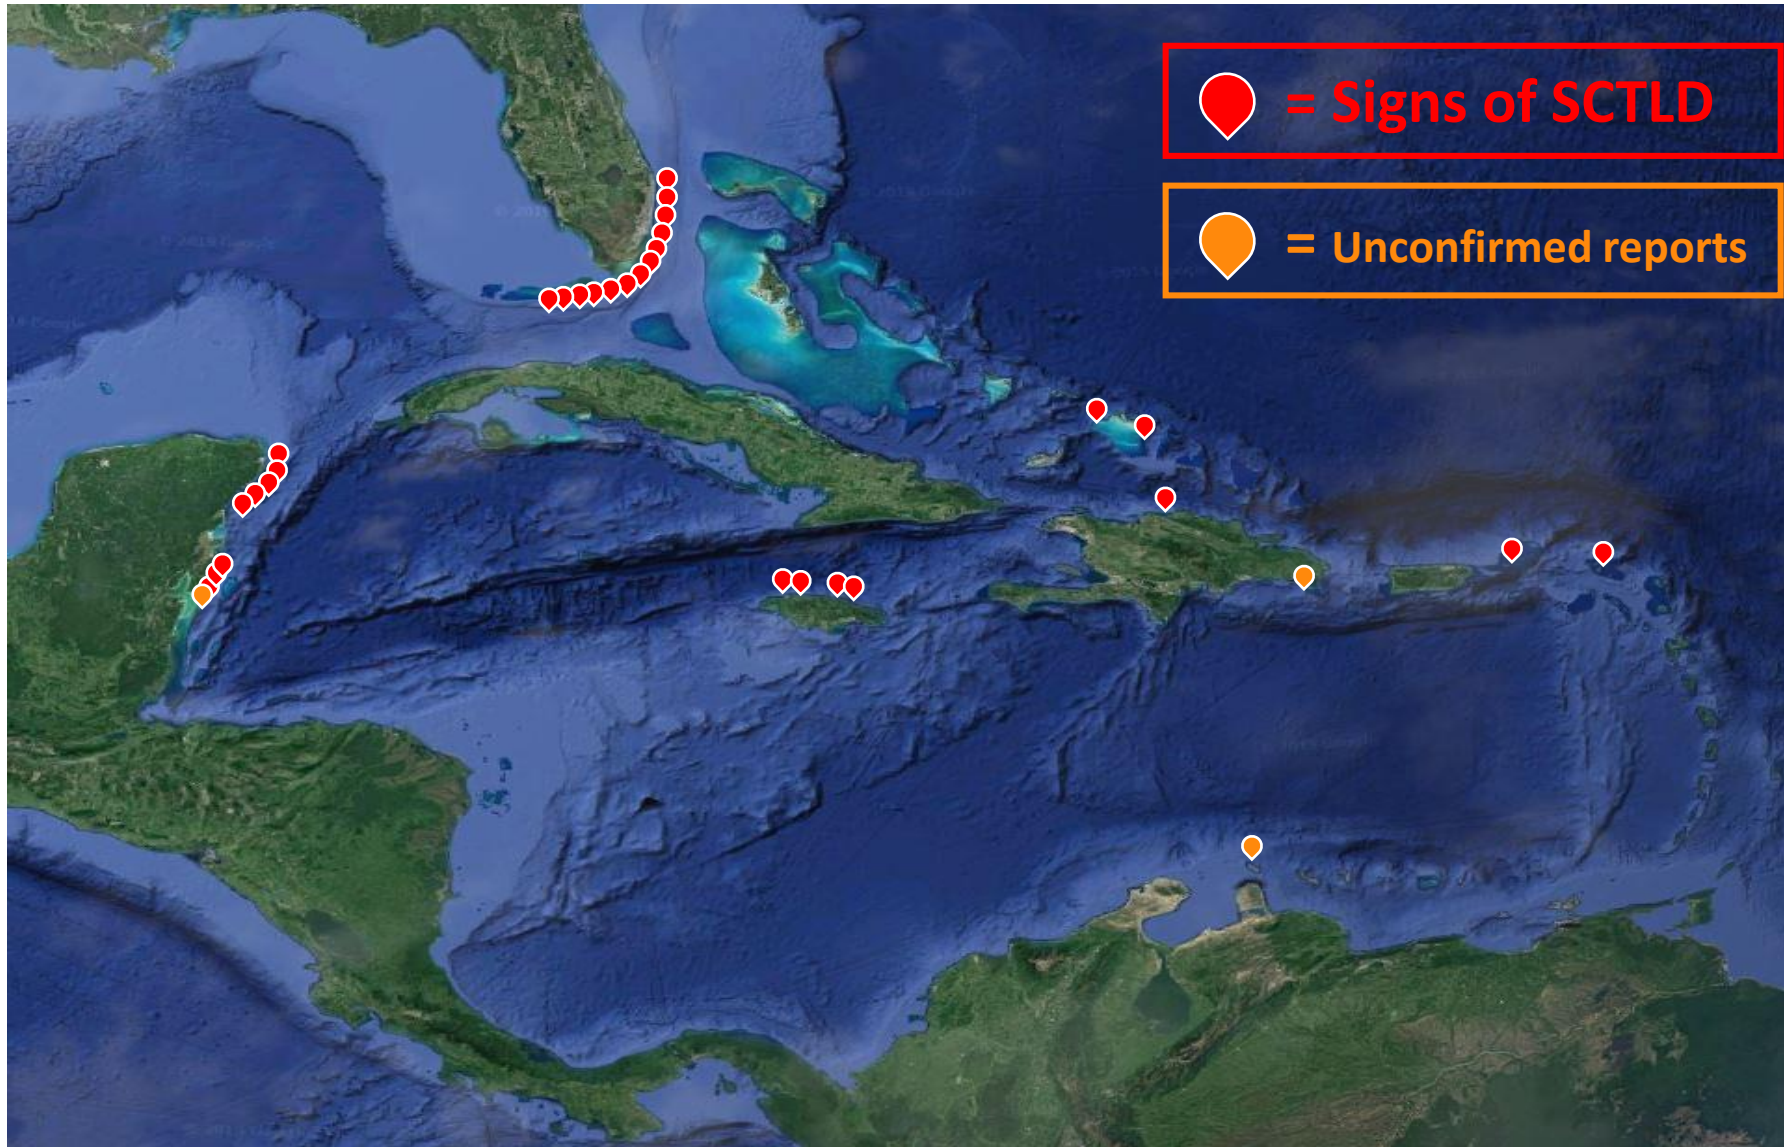 = Signs of SCTLD
= Unconfirmed reports